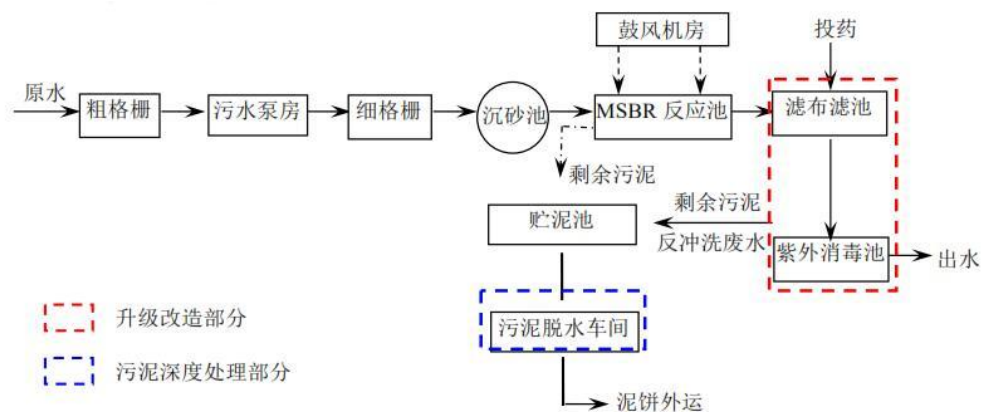 鼓风机房
投药
原水
粗格栅
污水泵房
细格栅
沉砂池
MSBR 反应池
滤布滤池
剩余污泥
贮泥池
剩余污泥
反冲洗废水
紫外消毒池
出水
升级改造部分
污泥脱水车间
污泥深度处理部分
泥饼外运